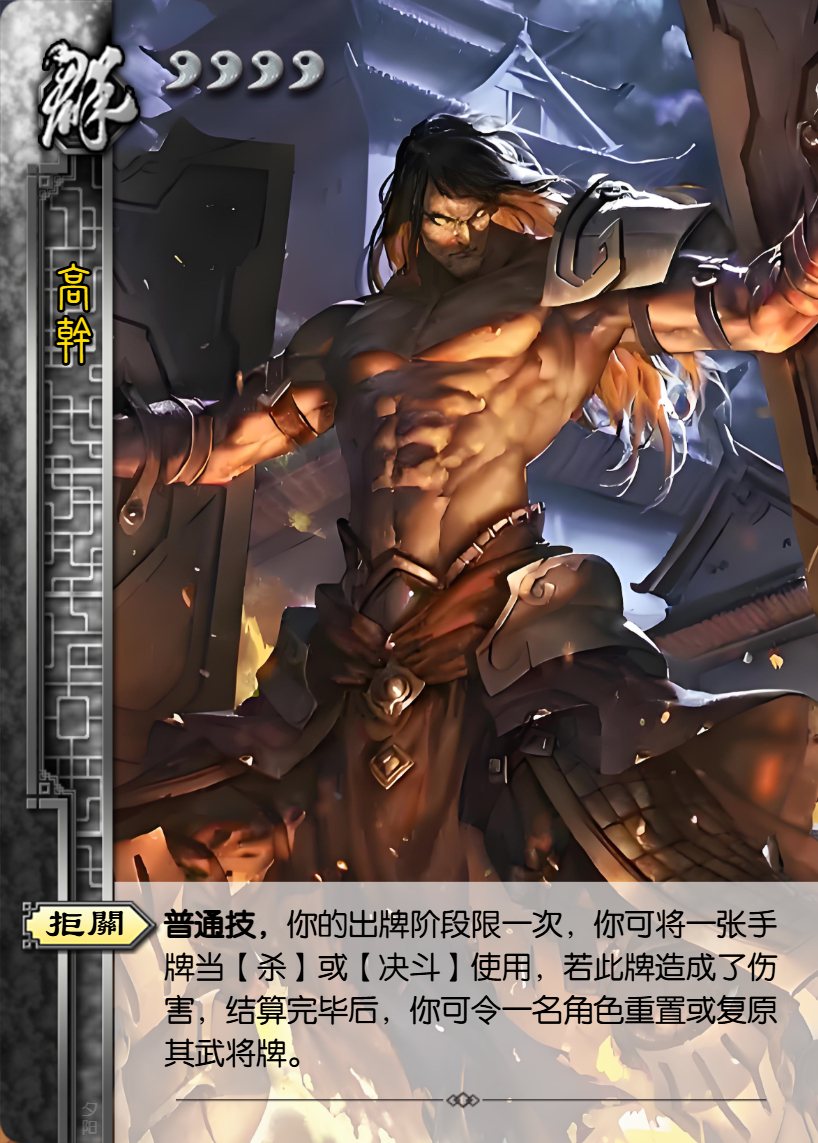 群
高幹
拒關
普通技，你的出牌阶段限一次，你可将一张手
牌当【杀】或【决斗】使用，若此牌造成了伤
害，结算完毕后，你可令一名角色重置或复原
其武将牌。
夕阳